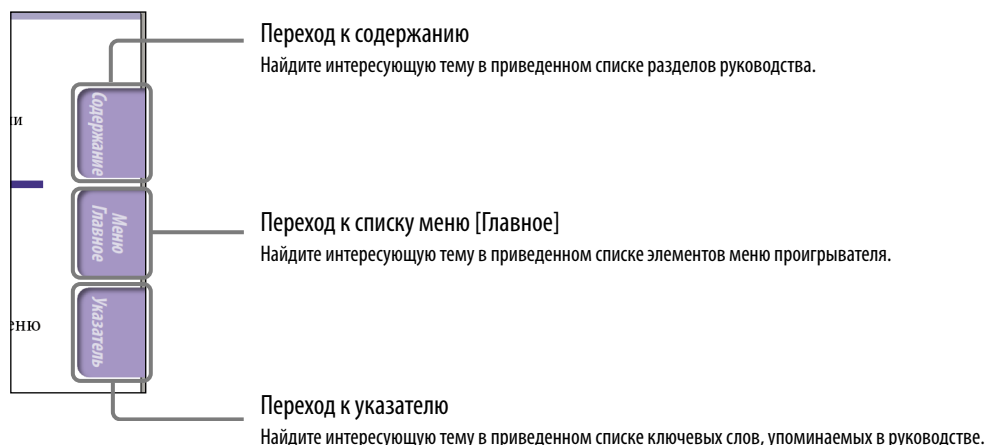 Переход к содержанию
Найдите интересующую тему в приведенном списке разделов руководства.
Содержание
и
Меню
Главное
Переход к списку меню [Главное]
Найдите интересующую тему в приведенном списке элементов меню проигрывателя.
Указатель
еню
Переход к указателю
Найдите интересующую тему в приведенном списке ключевых слов, упоминаемых в руководстве.